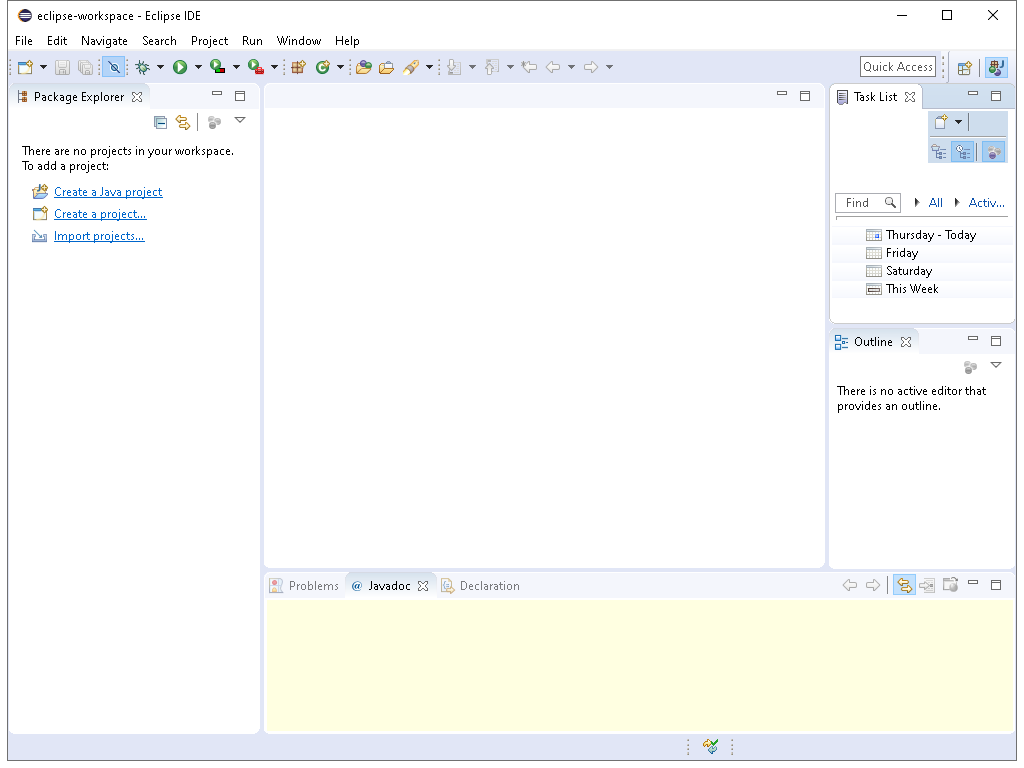 eclipse-workspace - Eclipse IDE
File Edit Navigate Search Project Run Window Help
Quick Access
Package Explorer
There are no projects in your workspace.
To add a project:
Create a Java project
Create a project...
Import projects...
Task List
Find All Activ...
Thursday - Today
Friday
Saturday
This Week
Outline
There is no active editor that
provides an outline.
Problems @ Javadoc Declaration